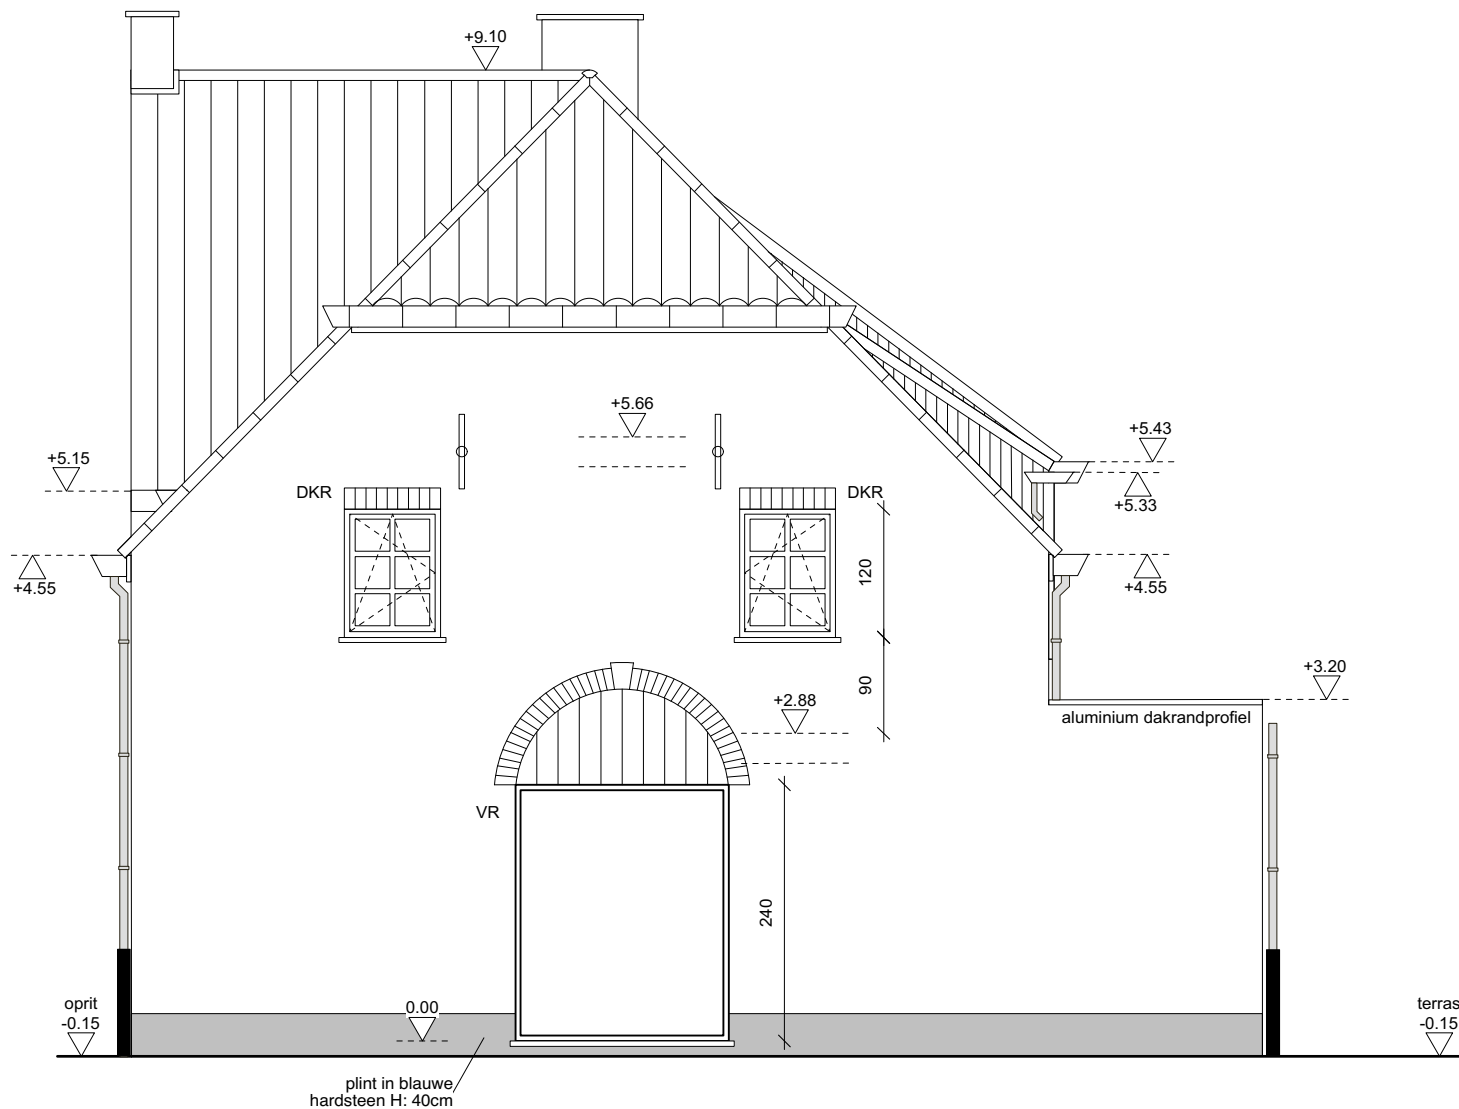 +9.10
+5.66
+5.43
+5.15
DKR
DKR
+5.33
120
+4.55
+4.55
90
+3.20
+2.88
aluminium dakrandprofiel
VR
240
oprit
-0.15
0.00
terras
-0.15
plint in blauwe
hardsteen H: 40cm